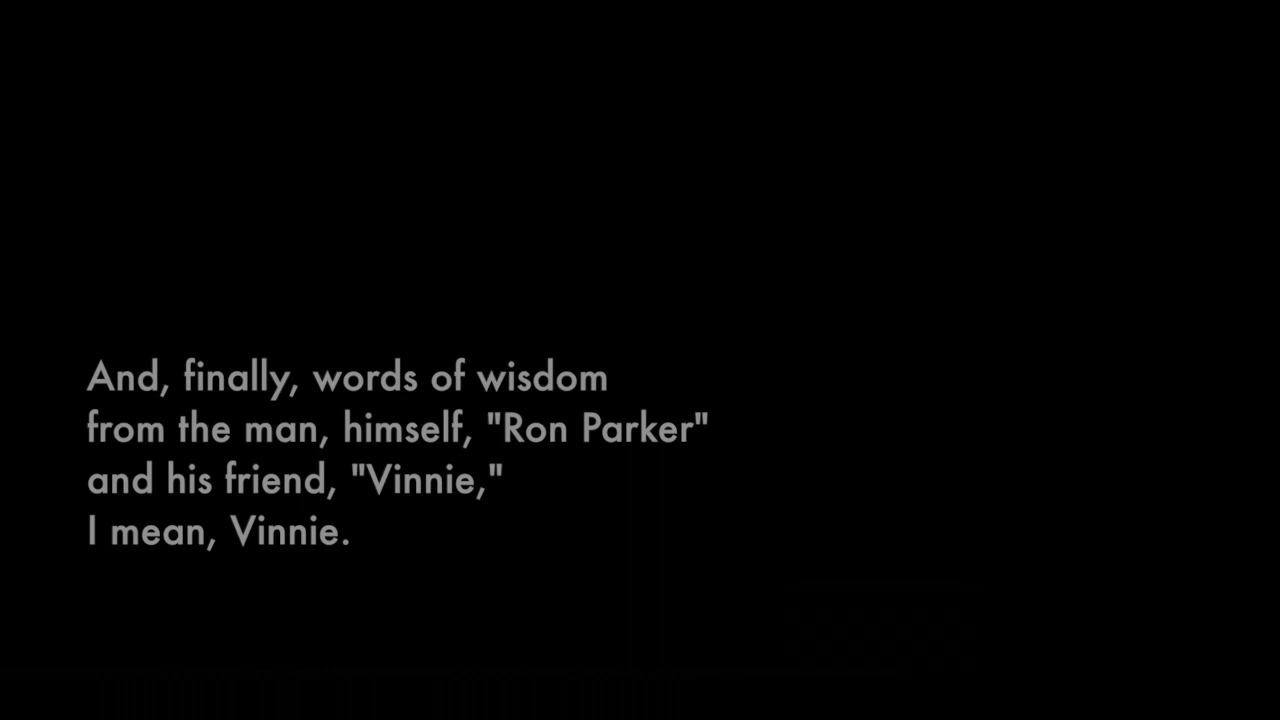 And, finally, words of wisdom
from the man, himself, "Ron Parker"
and his friend, "Vinnie,"
I mean, Vinnie.